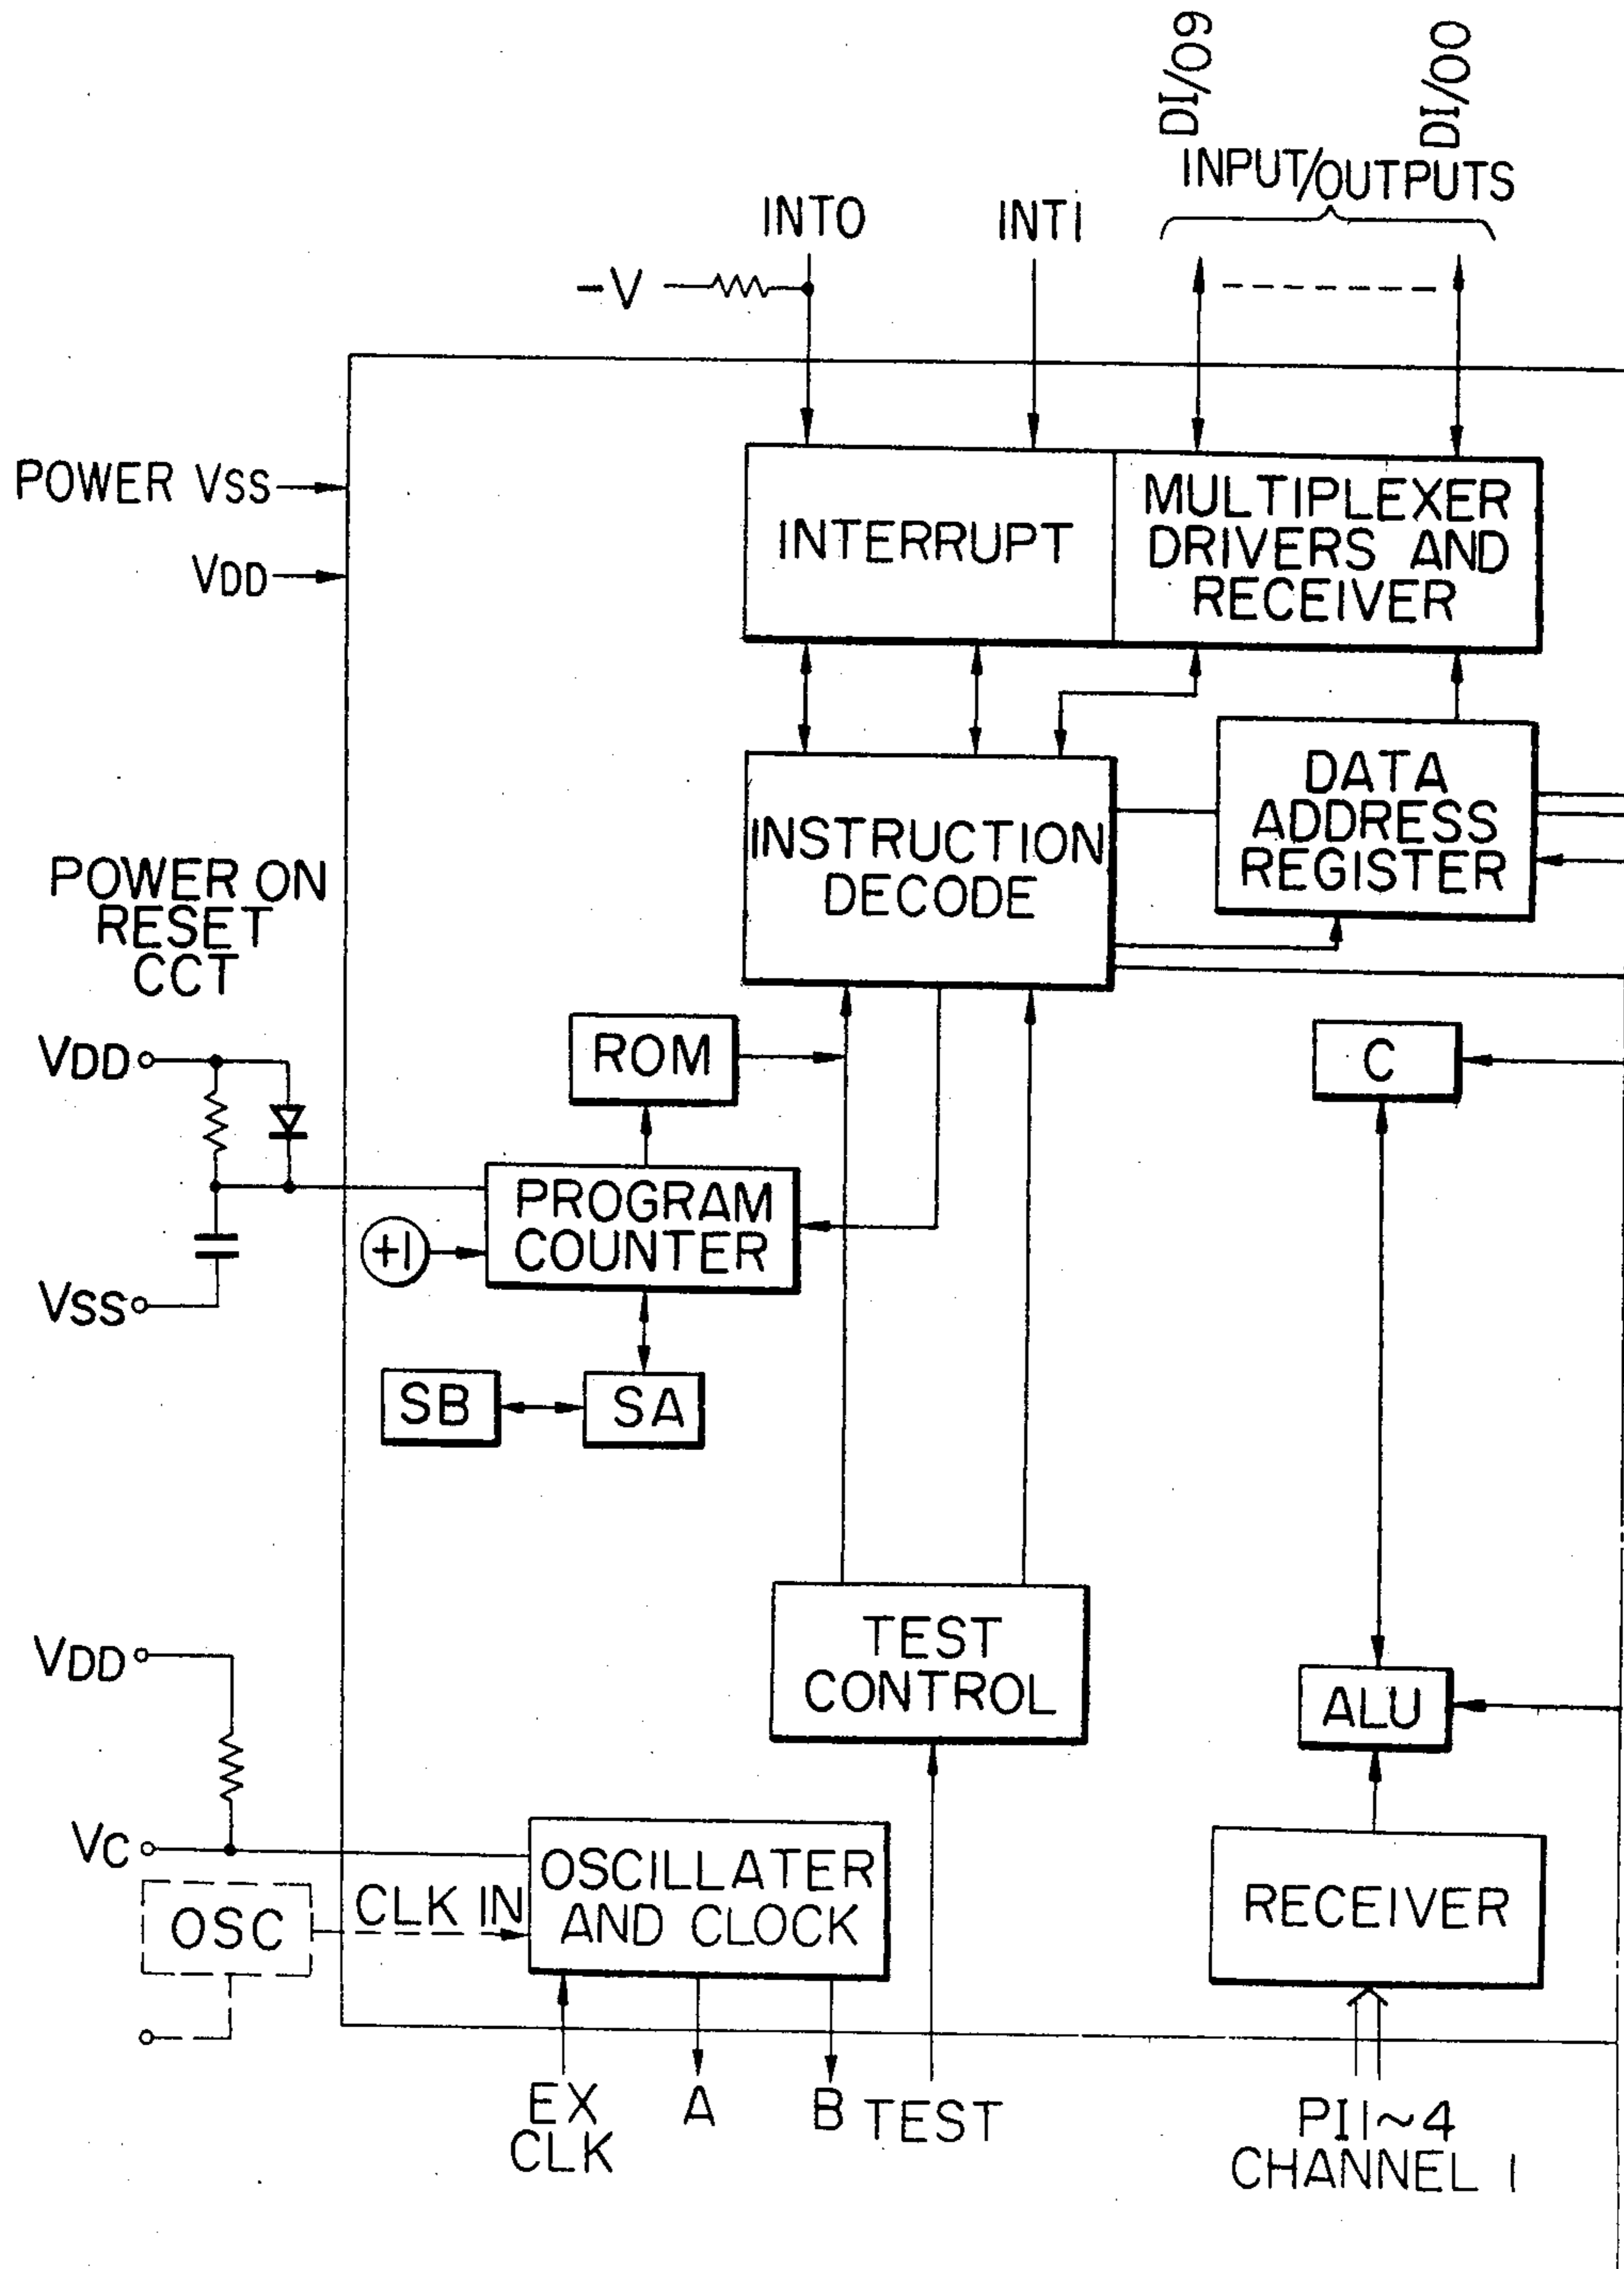 DI/09
DI/00
INPUT/OUTPUTS
INT0
INT1
-V
POWER VSS
VDD
INTERRUPT
MULTIPLEXER
DRIVERS AND
RECEIVER
INSTRUCTION
DECODE
DATA
ADDRESS
REGISTER
POWER ON
RESET
CCT
VDD
ROM
C
PROGRAM
COUNTER
+1
VSS
SB
SA
TEST
CONTROL
VDD
ALU
VC
OSCILLATER
AND CLOCK
CLK IN
OSC
RECEIVER
EX
CLK
A
B
TEST
PI1~4
CHANNEL 1